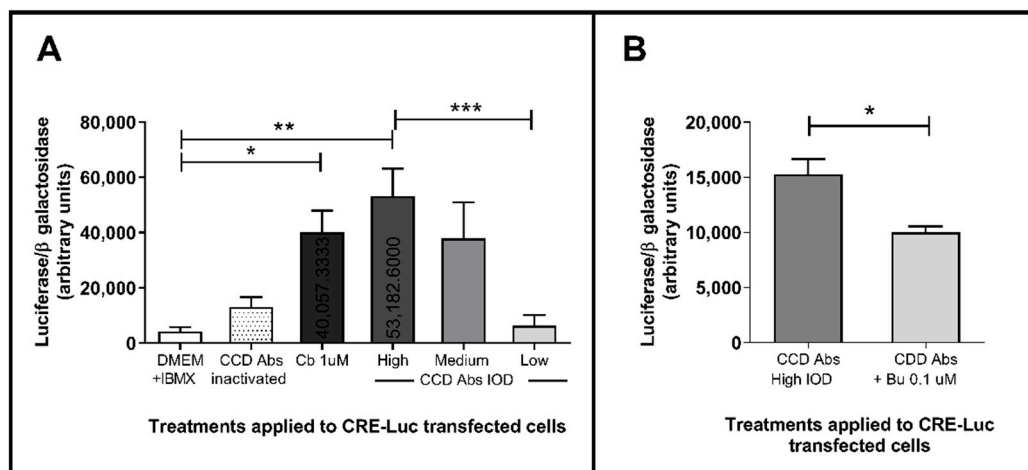 A
Luciferase/β galactosidase
(arbitrary units)
80,000
60,000
40,000
20,000
0
*
**
***
40,057.3333
53,182.6000
DMEM
+IBMX
CCD Abs
inactivated
Cb 1uM
High
Medium
Low
CCD Abs IOD
Treatments applied to CRE-Luc transfected cells
B
Luciferase/β galactosidase
(arbitrary units)
20,000
15,000
10,000
5,000
0
*
CCD Abs
High IOD
CDD Abs
+ Bu 0.1 uM
Treatments applied to CRE-Luc
transfected cells